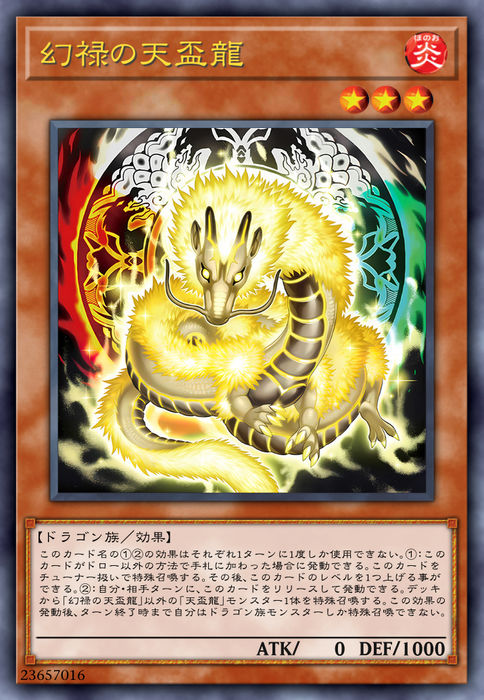 幻禄の天盃龍
ほのお
炎
【ドラゴン族／効果】
このカード名の①②の効果はそれぞれ1ターンに1度しか使用できない。①：この
カードがドロー以外の方法で手札に加わった場合に発動できる。このカードを
チューナー扱いで特殊召喚する。その後、このカードのレベルを1つ上げる事が
できる。②：自分・相手ターンに、このカードをリリースして発動できる。デッキ
から「幻禄の天盃龍」以外の「天盃龍」モンスター1体を特殊召喚する。この効果の
発動後、ターン終了時まで自分はドラゴン族モンスターしか特殊召喚できない。
ATK/ 0 DEF/1000
23657016